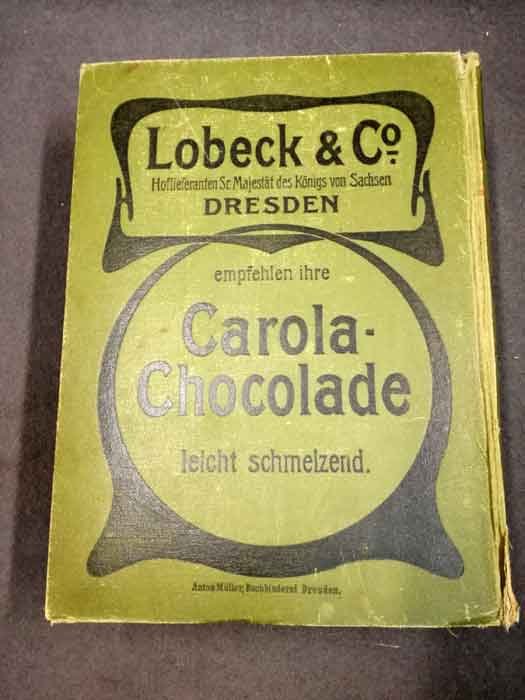 Lobeck & Co.
Hoflieferanten Sr. Majestät des Königs von Sachsen
DRESDEN
empfehlen ihre
Carola-
Chocolade
leicht schmelzend.
Anton Müller, Buchbinderei Dresden.